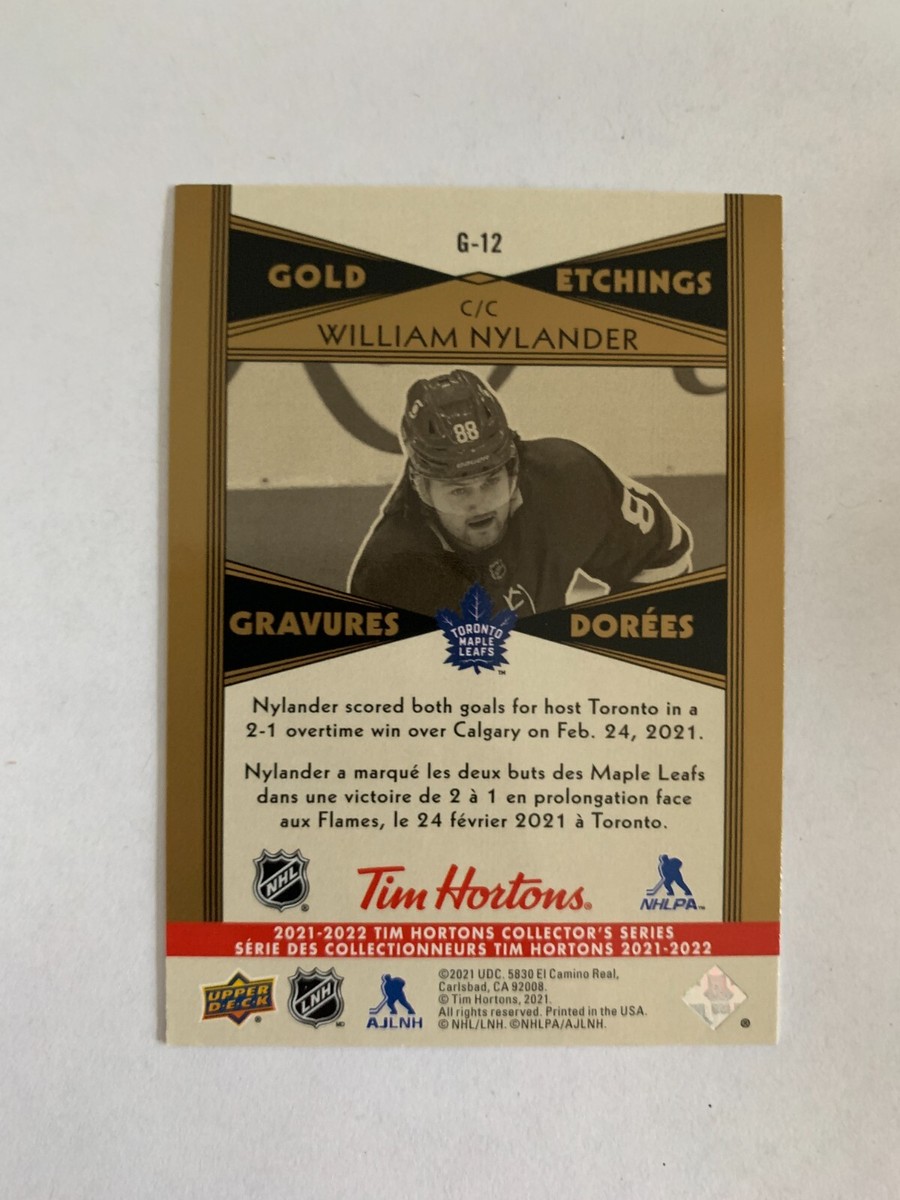 G-12
GOLD ETCHINGS
C/C
WILLIAM NYLANDER
88
8
GRAVURES DORÉES
TORONTO
MAPLE
LEAFS
TM
Nylander scored both goals for host Toronto in a
2-1 overtime win over Calgary on Feb. 24, 2021.
Nylander a marqué les deux buts des Maple Leafs
dans une victoire de 2 à 1 en prolongation face
aux Flames, le 24 février 2021 à Toronto.
NHL ®
Tim Hortons®
NHLPA™
2021-2022 TIM HORTONS COLLECTOR'S SERIES
SÉRIE DES COLLECTIONNEURS TIM HORTONS 2021-2022
UPPER
DECK ®
LNH MD
AJLNH
©2021 UDC. 5830 El Camino Real,
Carlsbad, CA 92008.
© Tim Hortons, 2021.
All rights reserved. Printed in the USA.
© NHL/LNH. ©NHLPA/AJLNH.
®